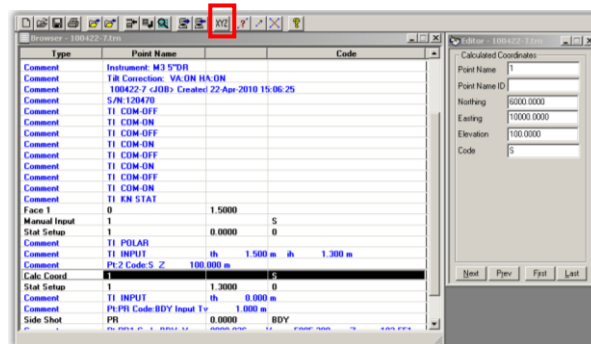 XYZ
Browser - 100422-7.trn
Type Point Name Code
Comment Instrument: M3 5"DR
Comment Tilt Correction: VA:ON HA:ON
Comment 100422-7 <JOB> Created 22-Apr-2010 15:06:25
Comment S/N:120470
Comment TI COM-OFF
Comment TI COM-ON
Comment TI COM-OFF
Comment TI COM-ON
Comment TI COM-OFF
Comment TI COM-OFF
Comment TI COM-ON
Comment TI KN STAT
Face 1 0 1.5000
Manual Input 1 S
Stat Setup 1 0.0000 0
Comment TI POLAR
Comment TI INPUT th 1.500 m ih 1.300 m
Comment Pt:2 Code:S Z 100.000 m
Calc Coord 1 S
Stat Setup 1 1.3000 0
Comment TI INPUT th 0.000 m
Comment Pt:PR Code:BDY Input Tv 1.000 m
Side Shot PR 0.0000 BDY
Editor - 100422-7.trn
Calculated Coordinates
Point Name 1
Point Name ID
Northing 6000.0000
Easting 10000.0000
Elevation 100.0000
Code S
Next Prev First Last